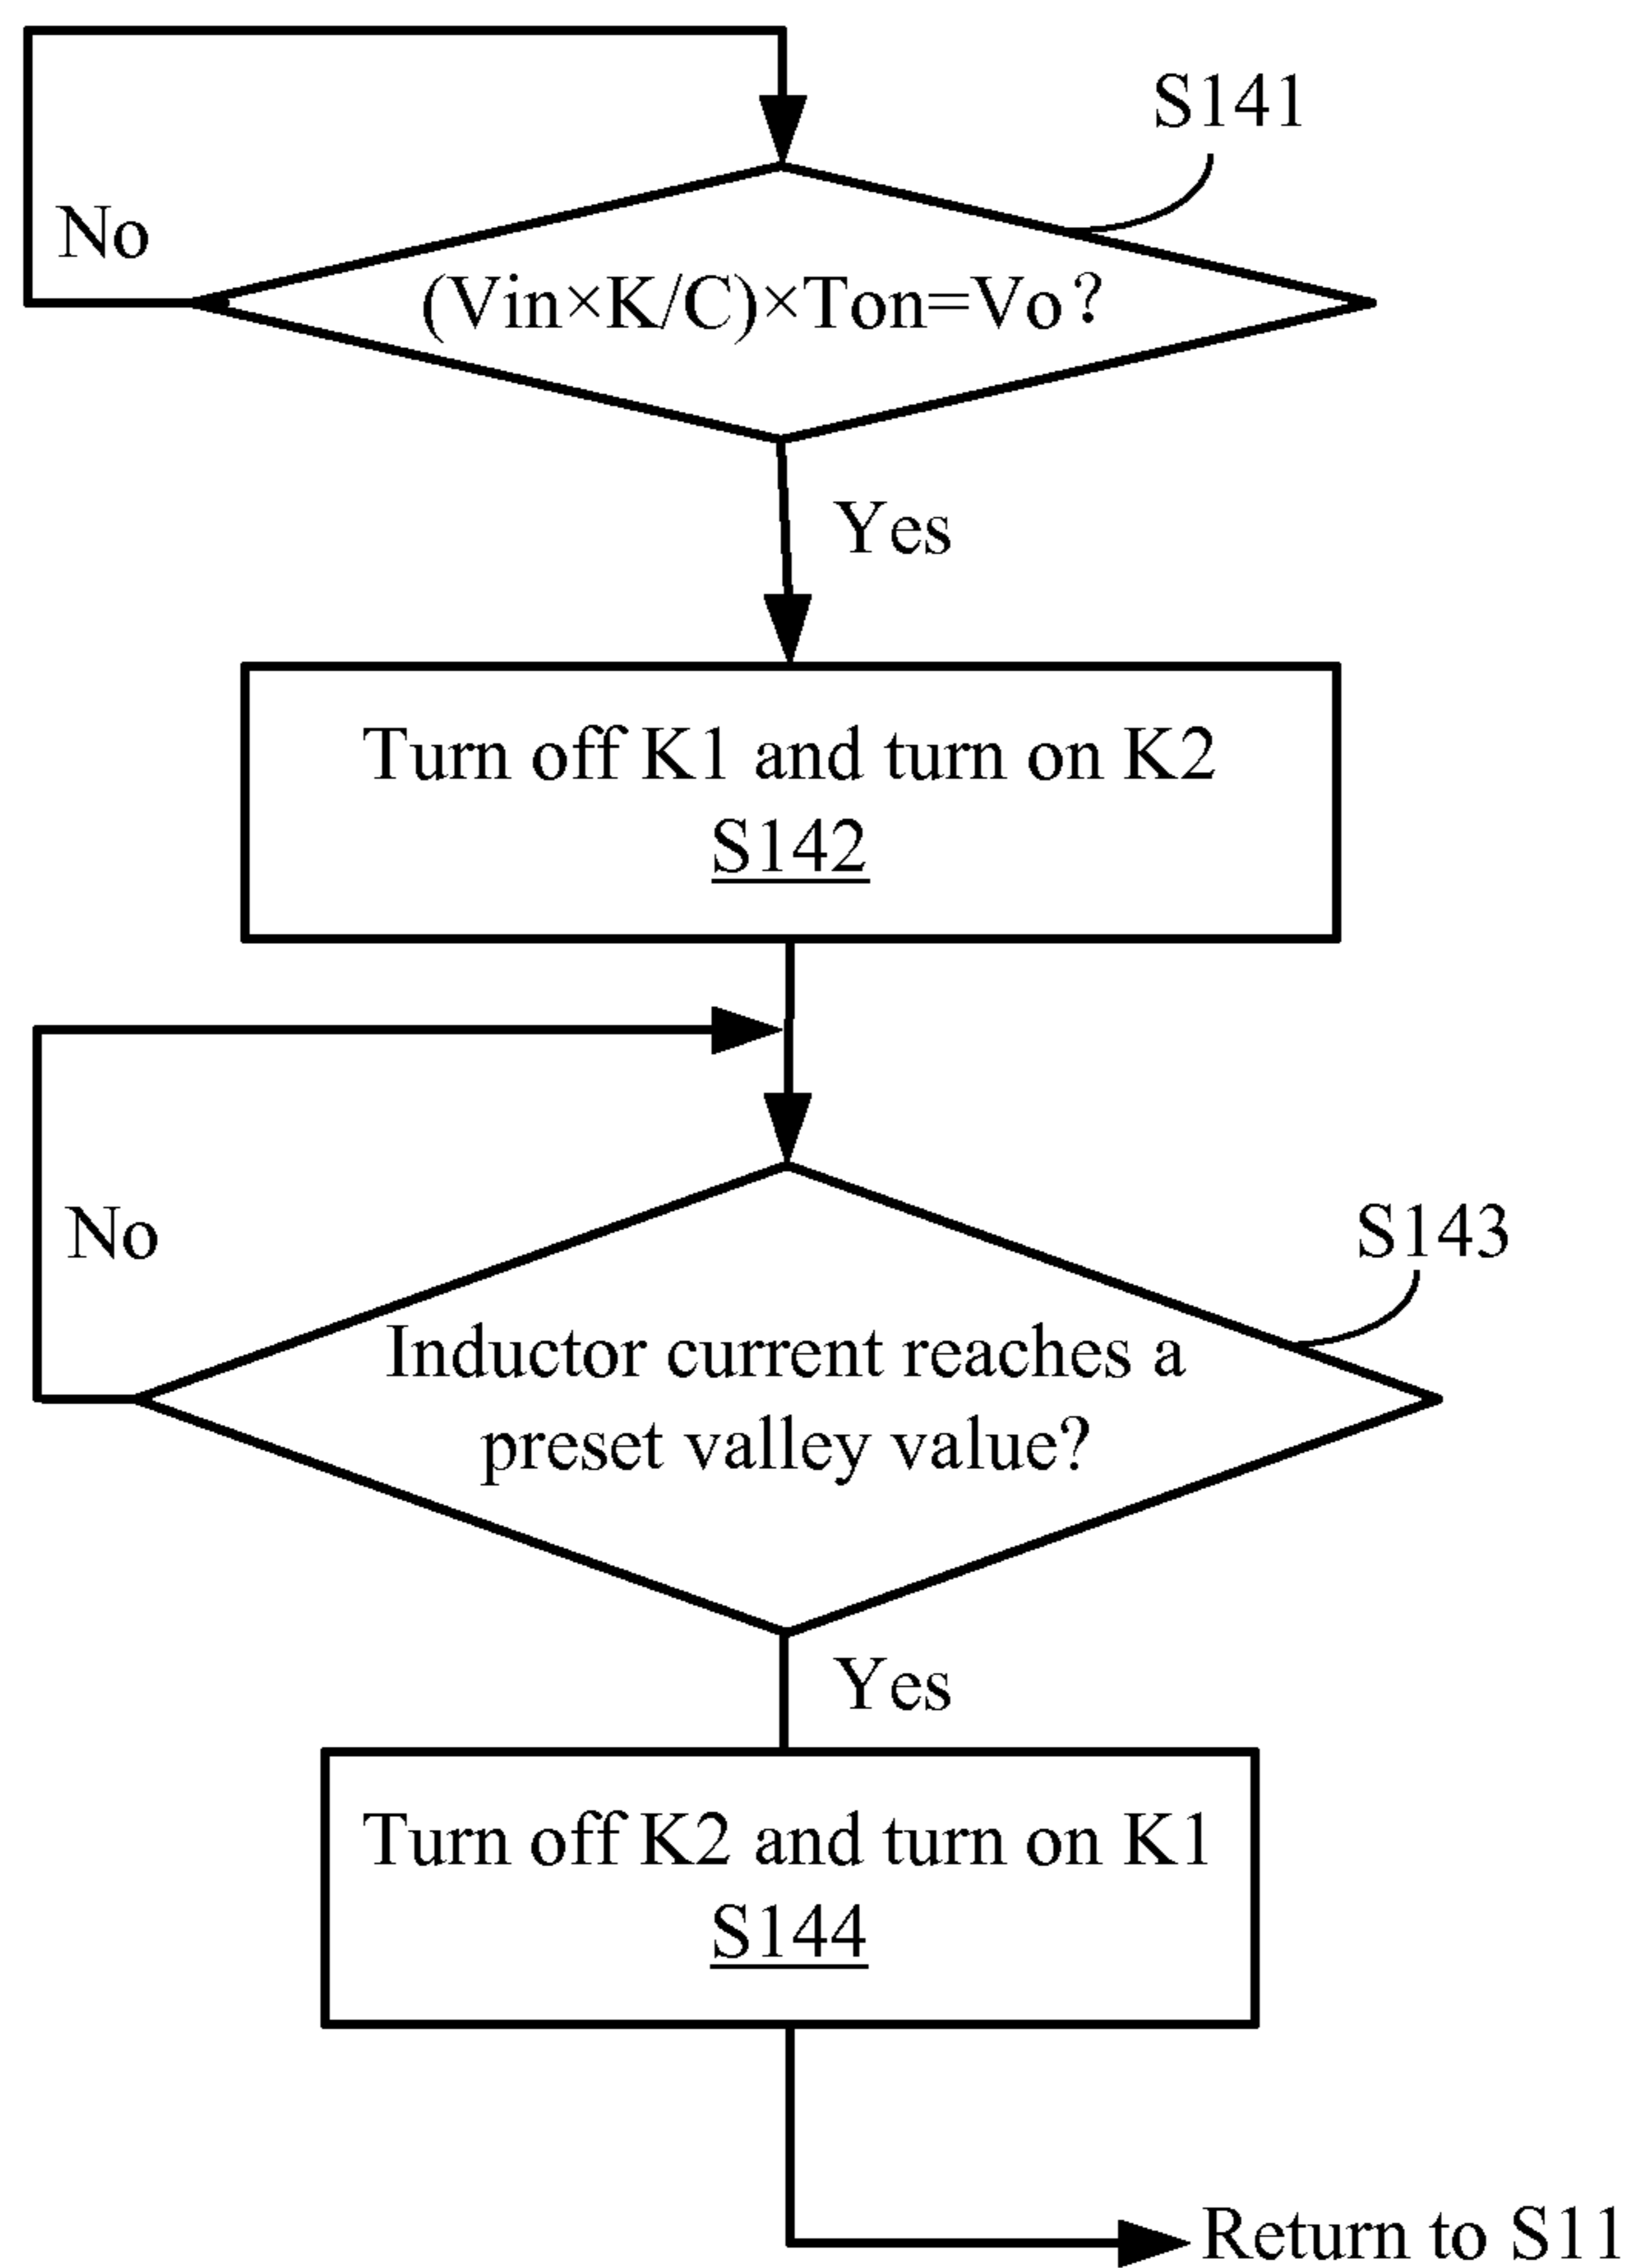 S141
No
(Vin×K/C)×Ton=Vo?
Yes
Turn off K1 and turn on K2
S142
No
S143
Inductor current reaches a
preset valley value?
Yes
Turn off K2 and turn on K1
S144
Return to S11